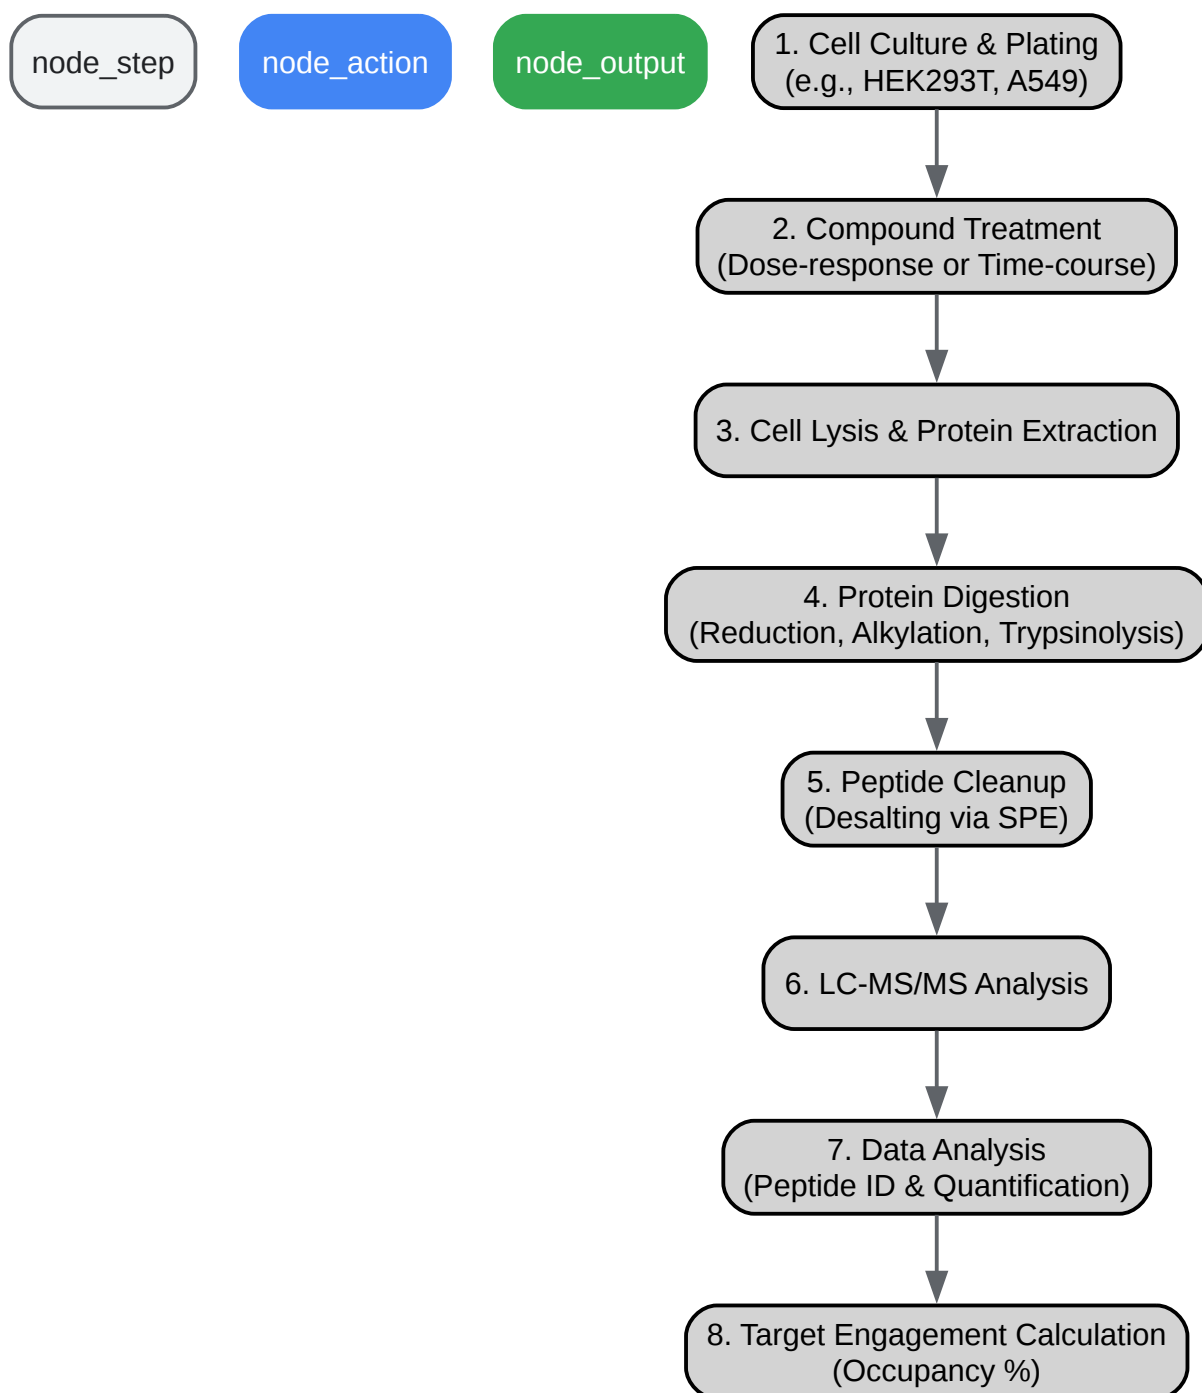 node_step
node_action
node_output
1. Cell Culture & Plating
(e.g., HEK293T, A549)
2. Compound Treatment
(Dose-response or Time-course)
3. Cell Lysis & Protein Extraction
4. Protein Digestion
(Reduction, Alkylation, Trypsinolysis)
5. Peptide Cleanup
(Desalting via SPE)
6. LC-MS/MS Analysis
7. Data Analysis
(Peptide ID & Quantification)
8. Target Engagement Calculation
(Occupancy %)